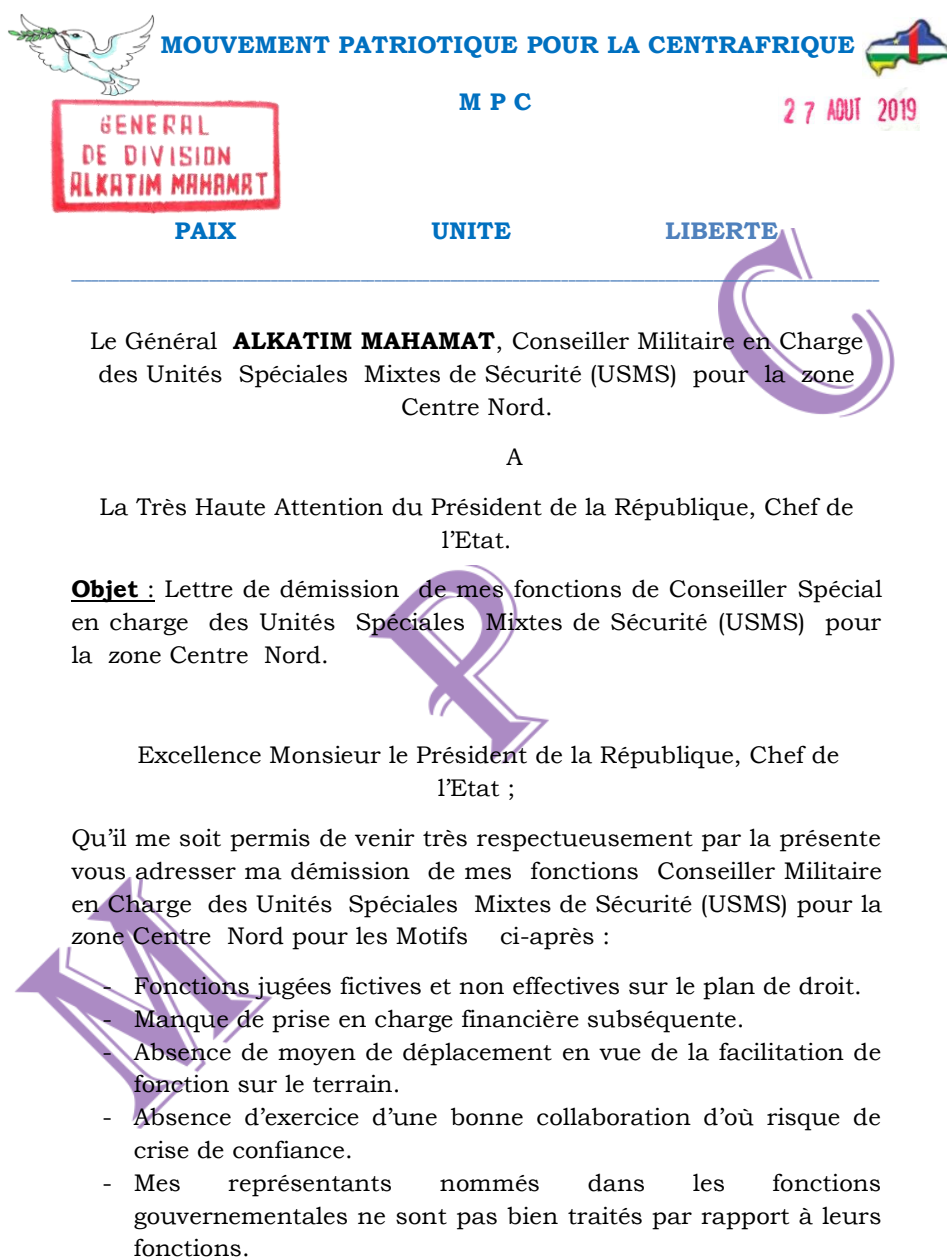 MOUVEMENT PATRIOTIQUE POUR LA CENTRAFRIQUE
M P C
27 AOUT 2019
GENERAL
DE DIVISION
ALKATIM MAHAMAT
PAIX UNITE LIBERTE
Le Général ALKATIM MAHAMAT, Conseiller Militaire en Charge
des Unités Spéciales Mixtes de Sécurité (USMS) pour la zone
Centre Nord.
A
La Très Haute Attention du Président de la République, Chef de
l’Etat.
Objet : Lettre de démission de mes fonctions de Conseiller Spécial
en charge des Unités Spéciales Mixtes de Sécurité (USMS) pour
la zone Centre Nord.
Excellence Monsieur le Président de la République, Chef de
l’Etat ;
Qu’il me soit permis de venir très respectueusement par la présente
vous adresser ma démission de mes fonctions Conseiller Militaire
en Charge des Unités Spéciales Mixtes de Sécurité (USMS) pour la
zone Centre Nord pour les Motifs ci-après :
- Fonctions jugées fictives et non effectives sur le plan de droit.
- Manque de prise en charge financière subséquente.
- Absence de moyen de déplacement en vue de la facilitation de
fonction sur le terrain.
- Absence d’exercice d’une bonne collaboration d’où risque de
crise de confiance.
- Mes représentants nommés dans les fonctions
gouvernementales ne sont pas bien traités par rapport à leurs
fonctions.
M P C